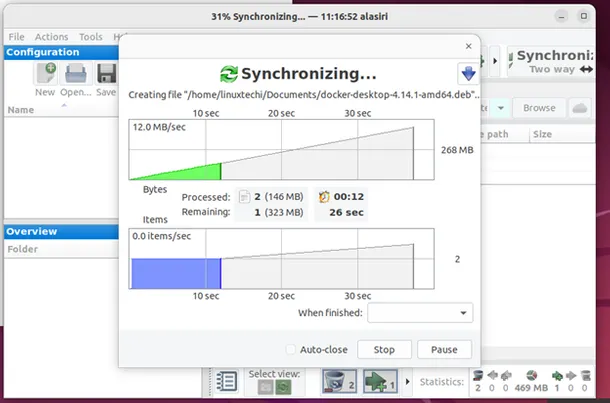 31% Synchronizing... — 11:16:52 alasiri
File Actions Tools
Configuration
New Open... Save
Name
Overview
Folder
Synchronizing...
Creating file "/home/linuxtechi/Documents/docker-desktop-4.14.1-amd64.deb"..
10 sec 20 sec 30 sec
12.0 MB/sec
268 MB
Bytes
Processed: 2 (146 MB) 00:12
Remaining: 1 (323 MB) 26 sec
Items
0.0 items/sec
2
10 sec 20 sec 30 sec
When finished:
Auto-close Stop Pause
Two way
Browse
e path Size
Select view:
2 1
Statistics:
2 0 0 469 MB 1 0 0